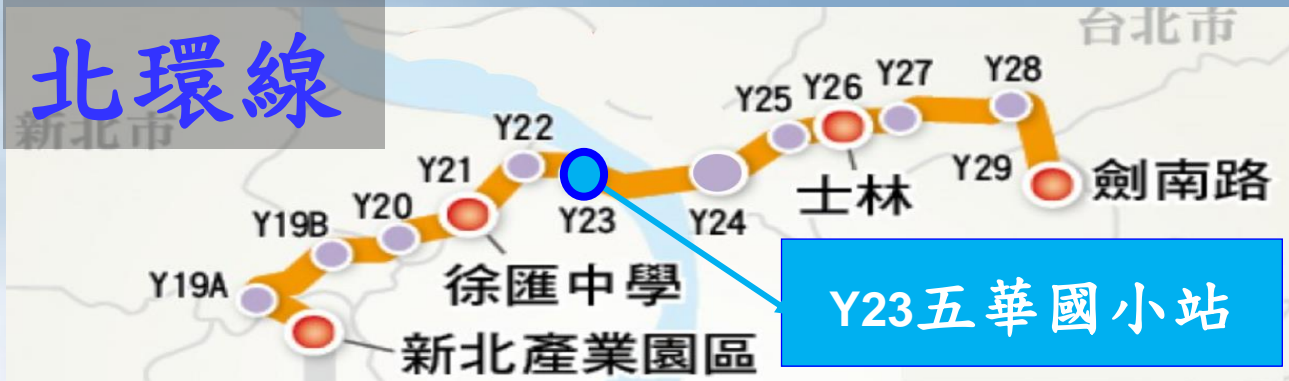 北環線
新北市
台北市
Y19A
Y19B
Y20
Y21
Y22
Y23
Y24
Y25
Y26
Y27
Y28
Y29
新北產業園區
徐匯中學
士林
劍南路
Y23五華國小站